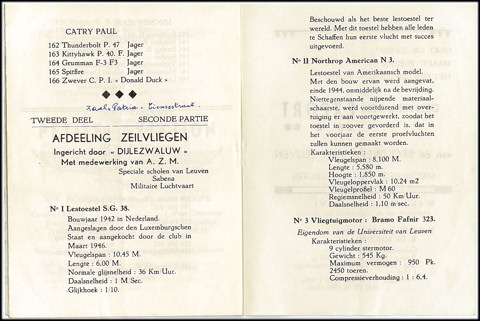 CATRY PAUL
162 Thunderbolt P. 47 Jager
163 Kittyhawk P. 40. F. Jager
164 Grumman F-3 F3 Jager
165 Spitfire Jager
166 Zwever C. P. I « Donald Duck »
TWEEDE DEEL SECONDE PARTIE
AFDEELING ZEILVLIEGEN
Ingericht door « DIJLEZWALUW »
Met medewerking van A. Z. M.
Speciale scholen van Leuven
Sabena
Militaire Luchtvaart
Nº I Lestoestel S.G. 38.
Bouwjaar 1942 in Nederland.
Aangeslagen door den Luxemburgschen
Staat en aangekocht door de club in
Maart 1946.
Vleugelspan : 10,45 M.
Lengte : 6,00 M.
Normale glijsnelheid : 36 Km/Uur.
Daalsnelheid : 1 M/Sec.
Glijkhoek : 1/10.
Beschouwd als het beste lestoestel ter
wereld. Met dit toestel hebben alle leden
te Schaffen hun eerste vlucht met succes
uitgevoerd.
Nº II Northrop American N 3.
Lestoestel van Amerikaansch model.
Met den bouw ervan werd aangevat,
einde 1944, onmiddellijk na de bevrijding.
Niettegenstaande nijpende materiaal-
schaarste, werd voortdurend met over-
tuiging er aan voortgewerkt, zoodat het
toestel in zoover gevorderd is, dat in
het voorjaar de eerste proefvluchten
zullen kunnen gemaakt worden.
Karakteristieken :
Vleugelspan : 8,100 M.
Lengte : 5,580 m.
Hoogte : 1,850 m.
Vleugeloppervlak : 10,24 m2
Vleugelprofiel : M 60
Regimesnelheid : 50 Km/Uur.
Daalsnelheid : 1,10 m/sec.
Nº 3 Vliegtuigmotor : Bramo Fafnir 323.
Eigendom van de Universiteit van Leuven
Karakteristieken :
9 cylinder stermotor.
Gewicht : 545 Kg.
Maximum vermogen : 950 Pk.
2450 toeren.
Compressieverhouding : 1 : 6,4.